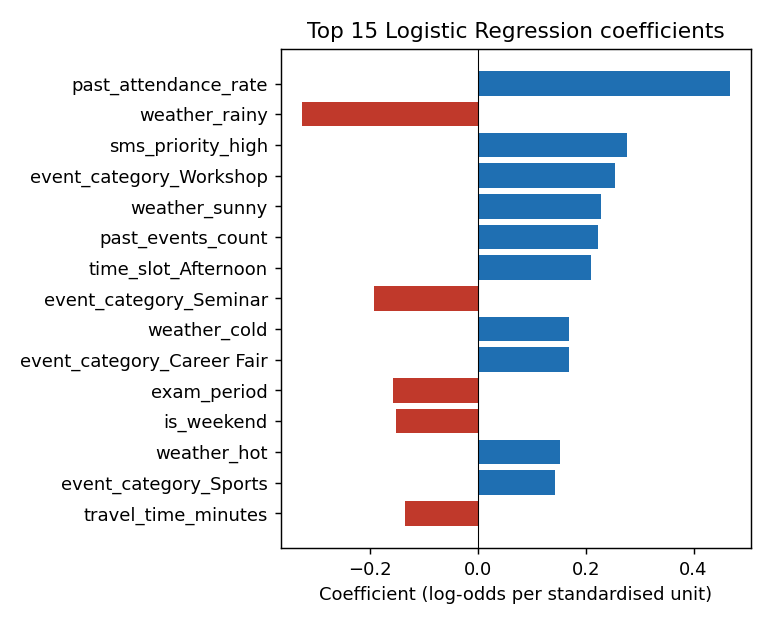 Top 15 Logistic Regression coefficients
past_attendance_rate
weather_rainy
sms_priority_high
event_category_Workshop
weather_sunny
past_events_count
time_slot_Afternoon
event_category_Seminar
weather_cold
event_category_Career Fair
exam_period
is_weekend
weather_hot
event_category_Sports
travel_time_minutes
−0.2 0.0 0.2 0.4
Coefficient (log-odds per standardised unit)